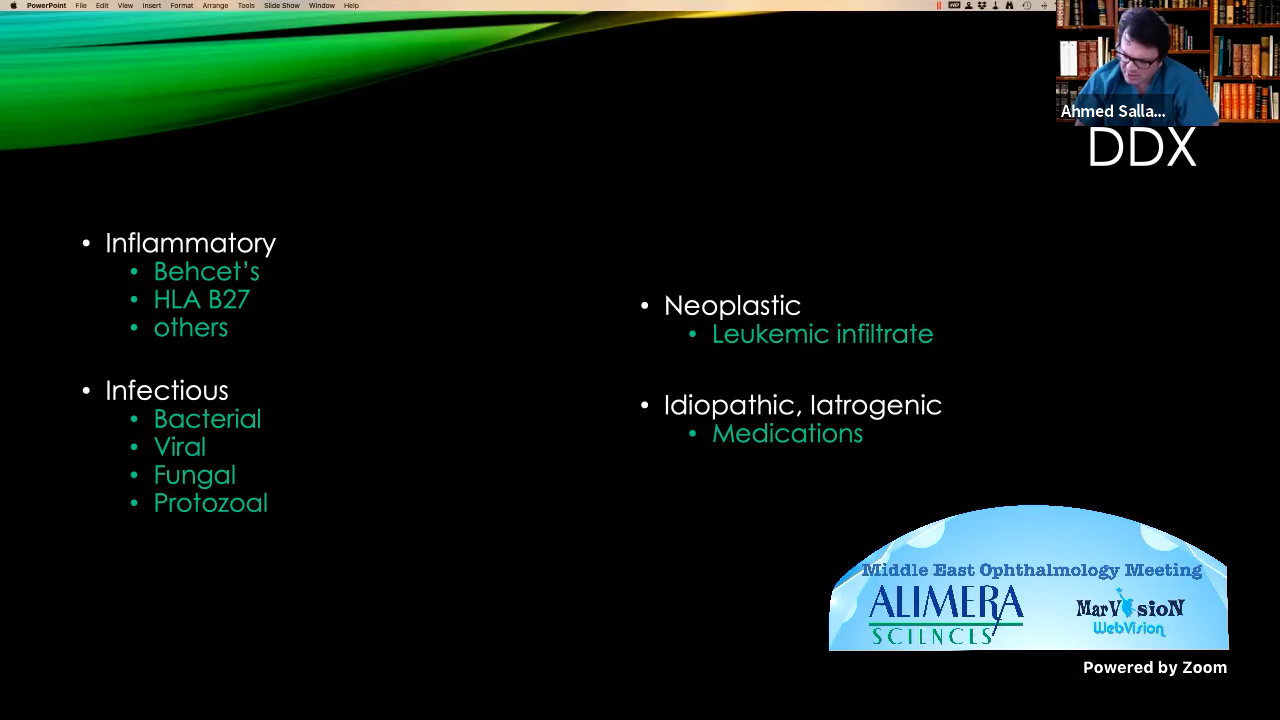 PowerPoint File Edit View Insert Format Arrange Tools Slide Show Window Help
Ahmed Salla...
DDX
• Inflammatory
• Behcet's
• HLA B27
• others
• Infectious
• Bacterial
• Viral
• Fungal
• Protozoal
• Neoplastic
• Leukemic infiltrate
• Idiopathic, Iatrogenic
• Medications
Middle East Ophthalmology Meeting
ALIMERA
SCIENCES
MarVisioN
WebVision
Powered by Zoom